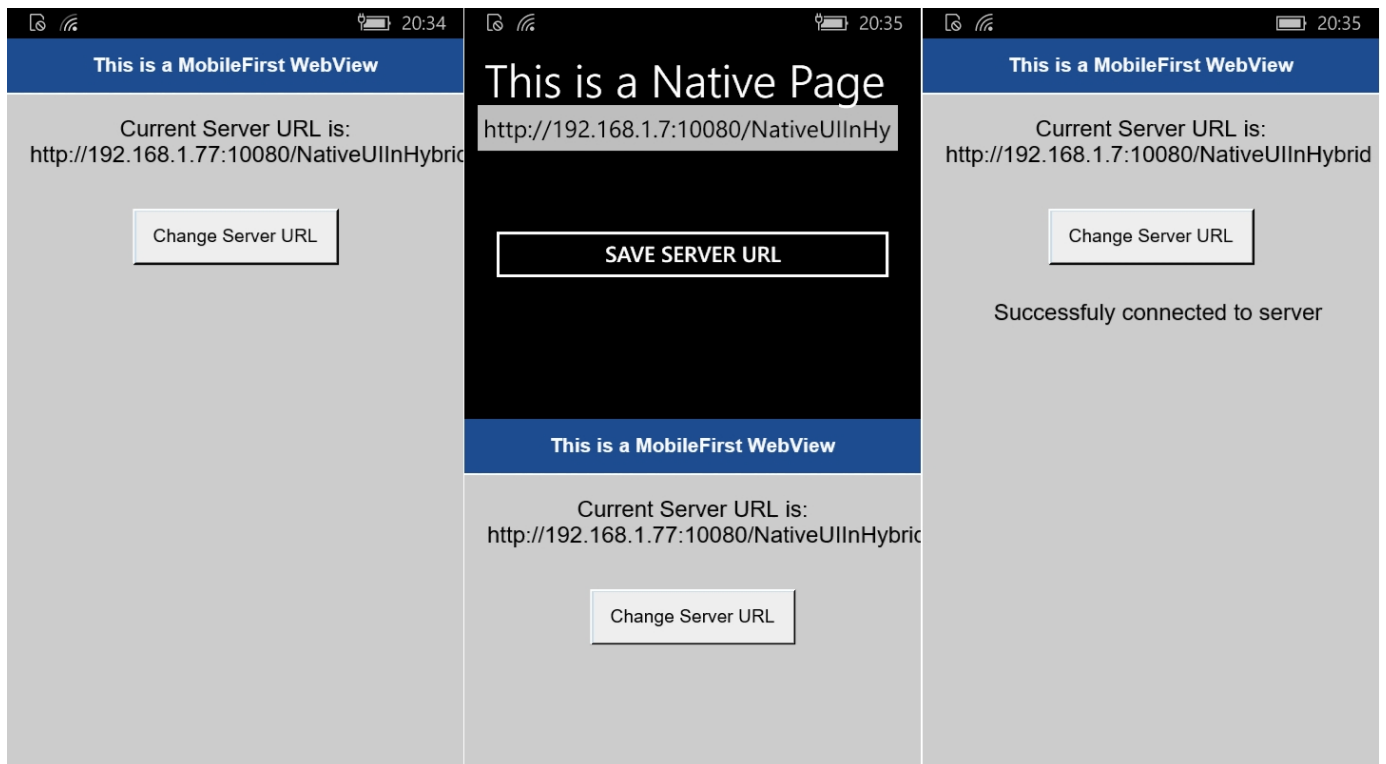 20:34
This is a MobileFirst WebView
Current Server URL is:
http://192.168.1.77:10080/NativeUIInHybrid
Change Server URL
20:35
This is a Native Page
http://192.168.1.7:10080/NativeUIInHy
SAVE SERVER URL
This is a MobileFirst WebView
Current Server URL is:
http://192.168.1.77:10080/NativeUIInHybrid
Change Server URL
20:35
This is a MobileFirst WebView
Current Server URL is:
http://192.168.1.7:10080/NativeUIInHybrid
Change Server URL
Successfuly connected to server